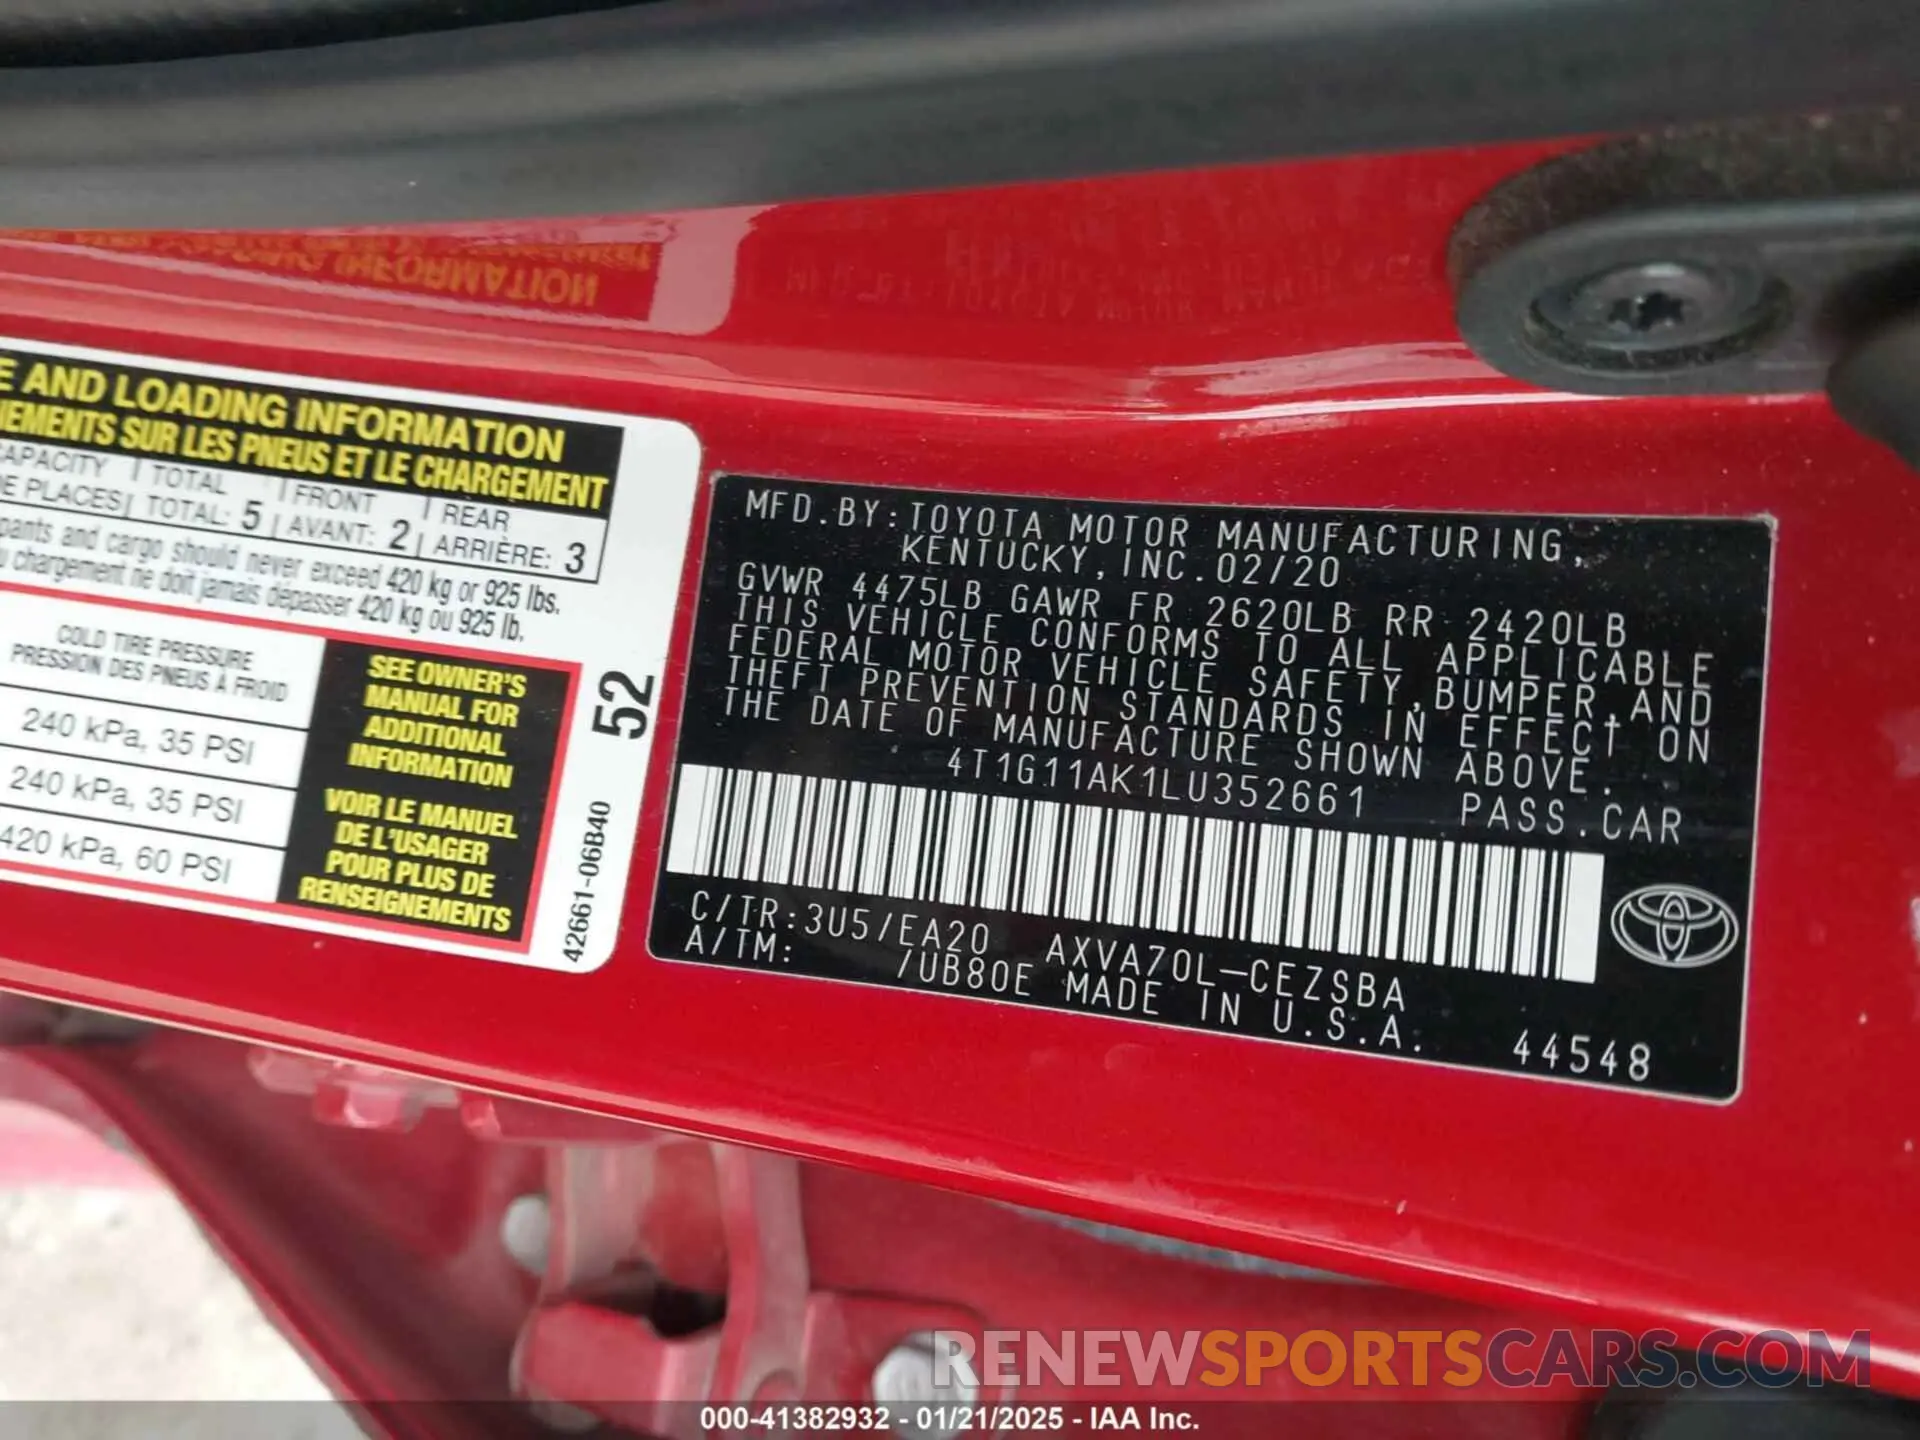 E AND LOADING INFORMATION
NEMENTS SUR LES PNEUS ET LE CHARGEMENT
CAPACITY | TOTAL | FRONT | REAR
DE PLACES| TOTAL: 5 | AVANT: 2 | ARRIÈRE: 3
pants and cargo should never exceed 420 kg or 925 lbs.
u chargement ne doit jamais dépasser 420 kg ou 925 lb.
COLD TIRE PRESSURE
PRESSION DES PNEUS À FROID
240 kPa, 35 PSI
240 kPa, 35 PSI
420 kPa, 60 PSI
SEE OWNER'S
MANUAL FOR
ADDITIONAL
INFORMATION
VOIR LE MANUEL
DE L'USAGER
POUR PLUS DE
RENSEIGNEMENTS
52
42661-06B40
MFD.BY:TOYOTA MOTOR MANUFACTURING,
KENTUCKY,INC.02/20
GVWR 4475LB GAWR FR 2620LB RR 2420LB
THIS VEHICLE CONFORMS TO ALL APPLICABLE
FEDERAL MOTOR VEHICLE SAFETY,BUMPER,AND
THEFT PREVENTION STANDARDS IN EFFECT ON
THE DATE OF MANUFACTURE SHOWN ABOVE.
4T1G11AK1LU352661 PASS.CAR
C/TR:3U5/EA20 AXVA70L-CEZSBA
A/TM: /UB80E MADE IN U.S.A.
44548
RENEWSPORTSCARS.COM
000-41382932 - 01/21/2025 - IAA Inc.